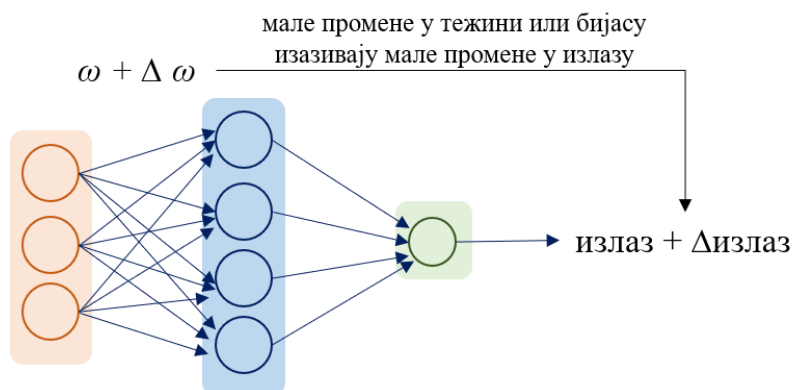 мале промене у тежини или бијасу
изазивају мале промене у излазу
ω + Δ ω
излаз + Δизлаз